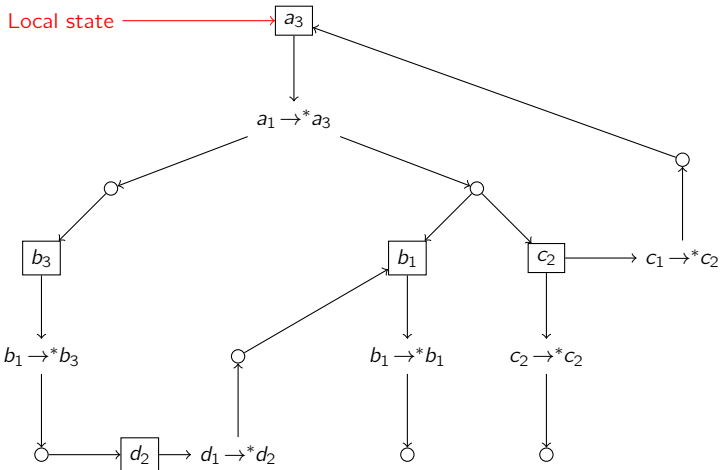 Local state
a₃
a₁ →* a₃
b₃
b₁
c₂
c₁ →* c₂
b₁ →* b₃
b₁ →* b₁
c₂ →* c₂
d₂
d₁ →* d₂